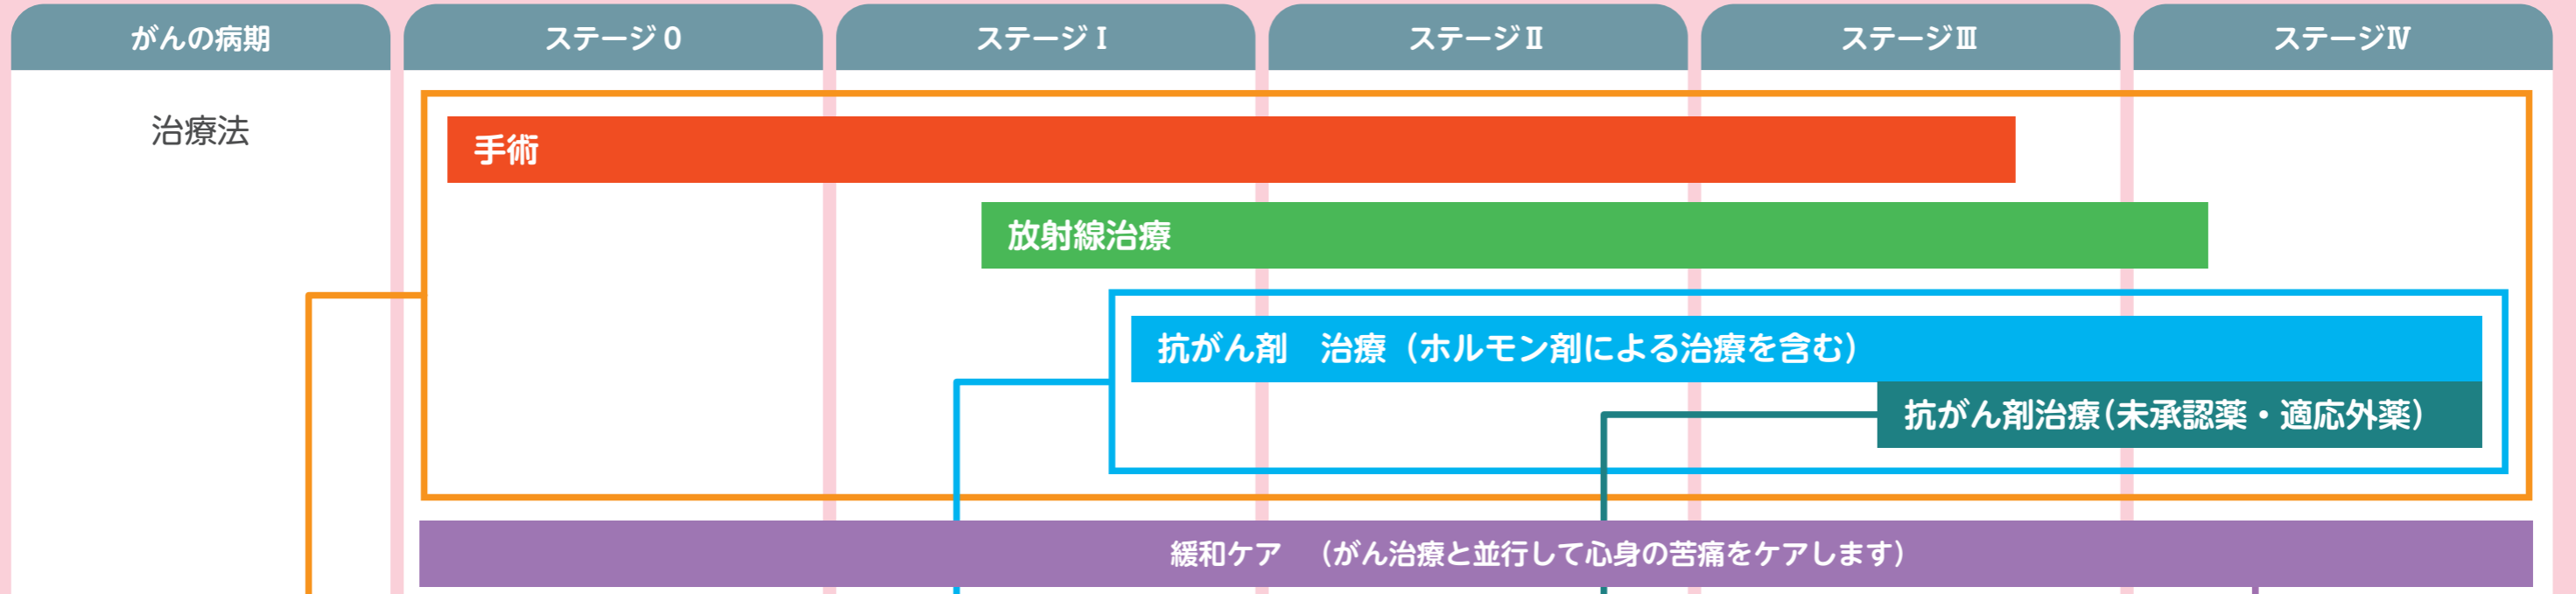 がんの病期
ステージ 0
ステージ Ⅰ
ステージ Ⅱ
ステージⅢ
ステージⅣ
治療法
手術
放射線治療
抗がん剤　治療（ホルモン剤による治療を含む）
抗がん剤治療（未承認薬・適応外薬）
緩和ケア　（がん治療と並行して心身の苦痛をケアします）